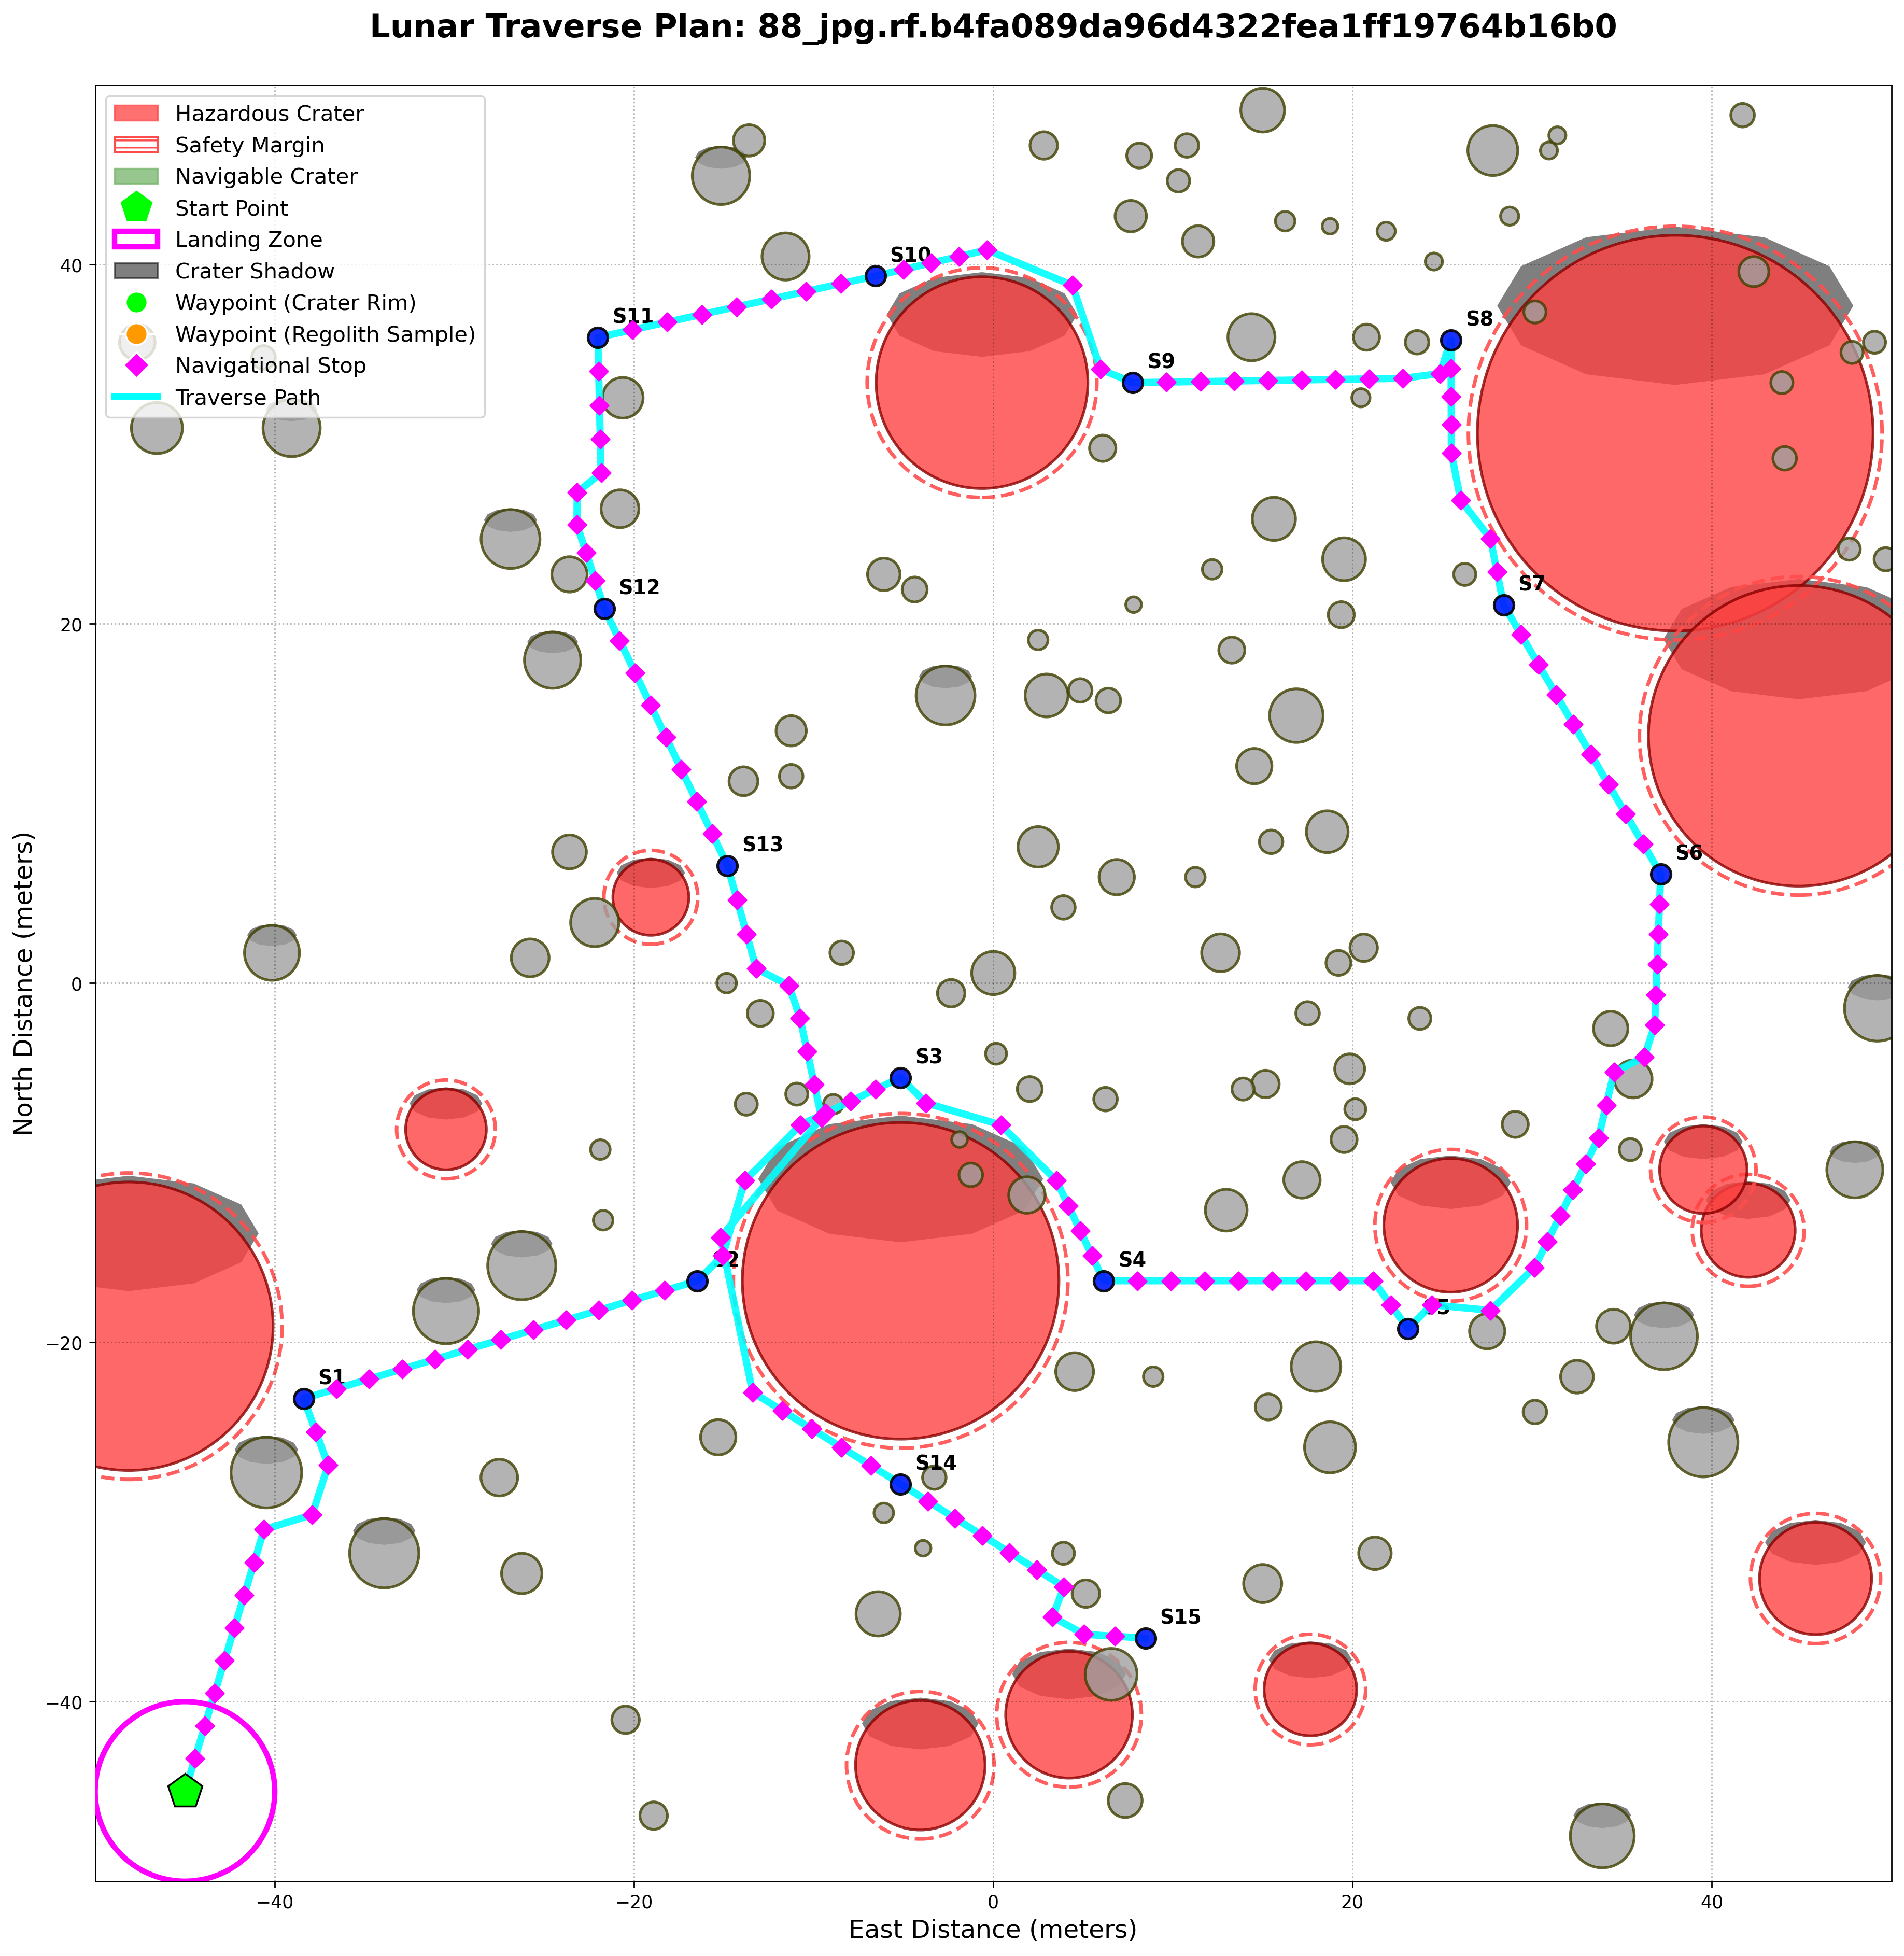 Lunar Traverse Plan: 88_jpg.rf.b4fa089da96d4322fea1ff19764b16b0
Hazardous Crater
Safety Margin
Navigable Crater
Start Point
Landing Zone
Crater Shadow
Waypoint (Crater Rim)
Waypoint (Regolith Sample)
Navigational Stop
Traverse Path
S10
S11
S8
S9
S12
S7
S13
S6
S3
S4
S1
S14
S15
40
20
0
−20
−40
−40
−20
0
20
40
North Distance (meters)
East Distance (meters)